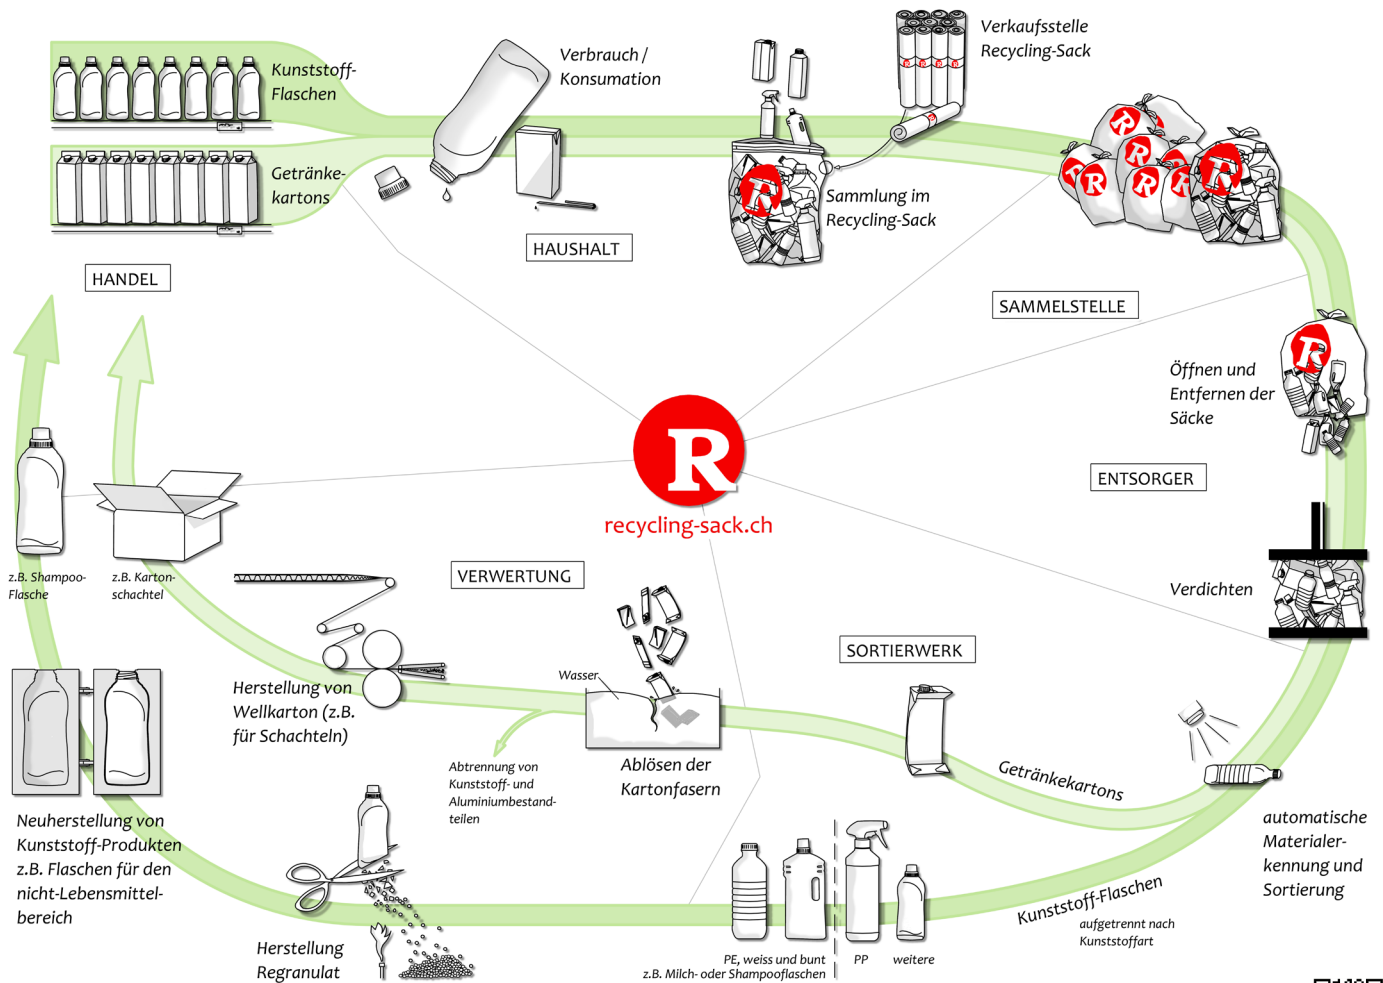 Kunststoff-
Flaschen
Getränke-
kartons
HANDEL
Verbrauch /
Konsumation
HAUSHALT
Verkaufsstelle
Recycling-Sack
Sammlung im
Recycling-Sack
R
R
R
R
R
R
R
SAMMELSTELLE
R
Öffnen und
Entfernen der
Säcke
ENTSORGER
Verdichten
R
recycling-sack.ch
SORTIERWERK
automatische
Materialer-
kennung und
Sortierung
Getränkekartons
Kunststoff-Flaschen
aufgetrennt nach
Kunststoffart
PE, weiss und bunt
z.B. Milch- oder Shampooflaschen
PP
weitere
VERWERTUNG
Wasser
Ablösen der
Kartonfasern
Abtrennung von
Kunststoff- und
Aluminiumbestand-
teilen
Herstellung von
Wellkarton (z.B.
für Schachteln)
z.B. Karton-
schachtel
z.B. Shampoo-
Flasche
Herstellung
Regranulat
Neuherstellung von
Kunststoff-Produkten
z.B. Flaschen für den
nicht-Lebensmittel-
bereich